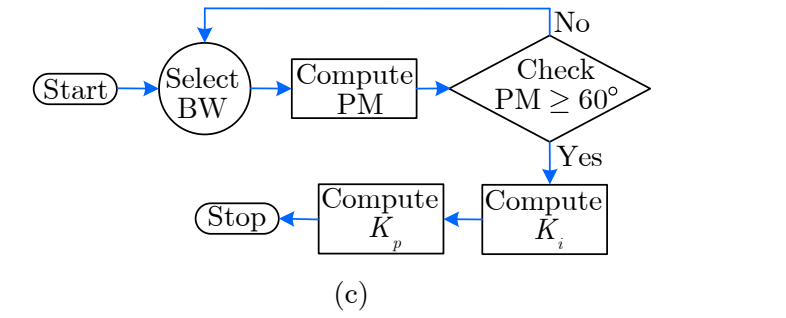 No
Start
Select
BW
Compute
PM
Check
PM ≥ 60°
Yes
Stop
Compute
K_p
Compute
K_i
(c)